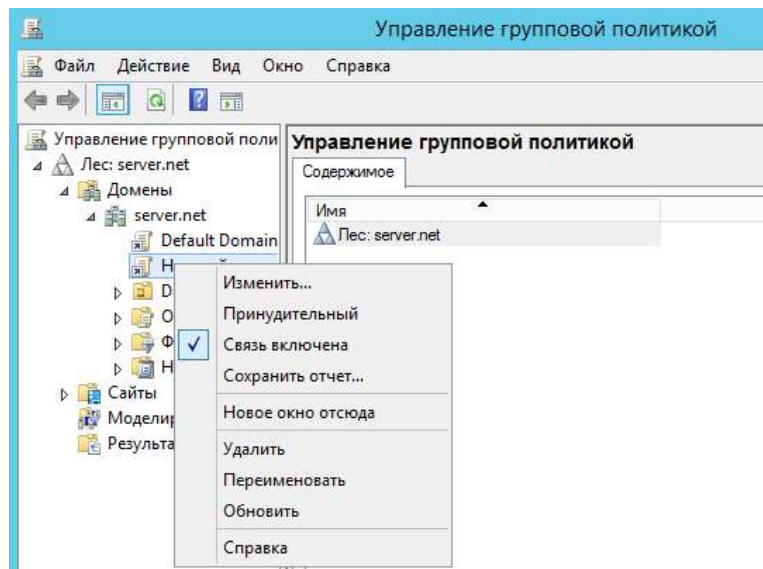 Управление групповой политикой
Файл Действие Вид Окно Справка
Управление групповой поли
Лес: server.net
Домены
server.net
Default Domain
Сайты
Моделир
Результа
Управление групповой политикой
Содержимое
Имя
Лес: server.net
Изменить...
Принудительный
Связь включена
Сохранить отчет...
Новое окно отсюда
Удалить
Переименовать
Обновить
Справка